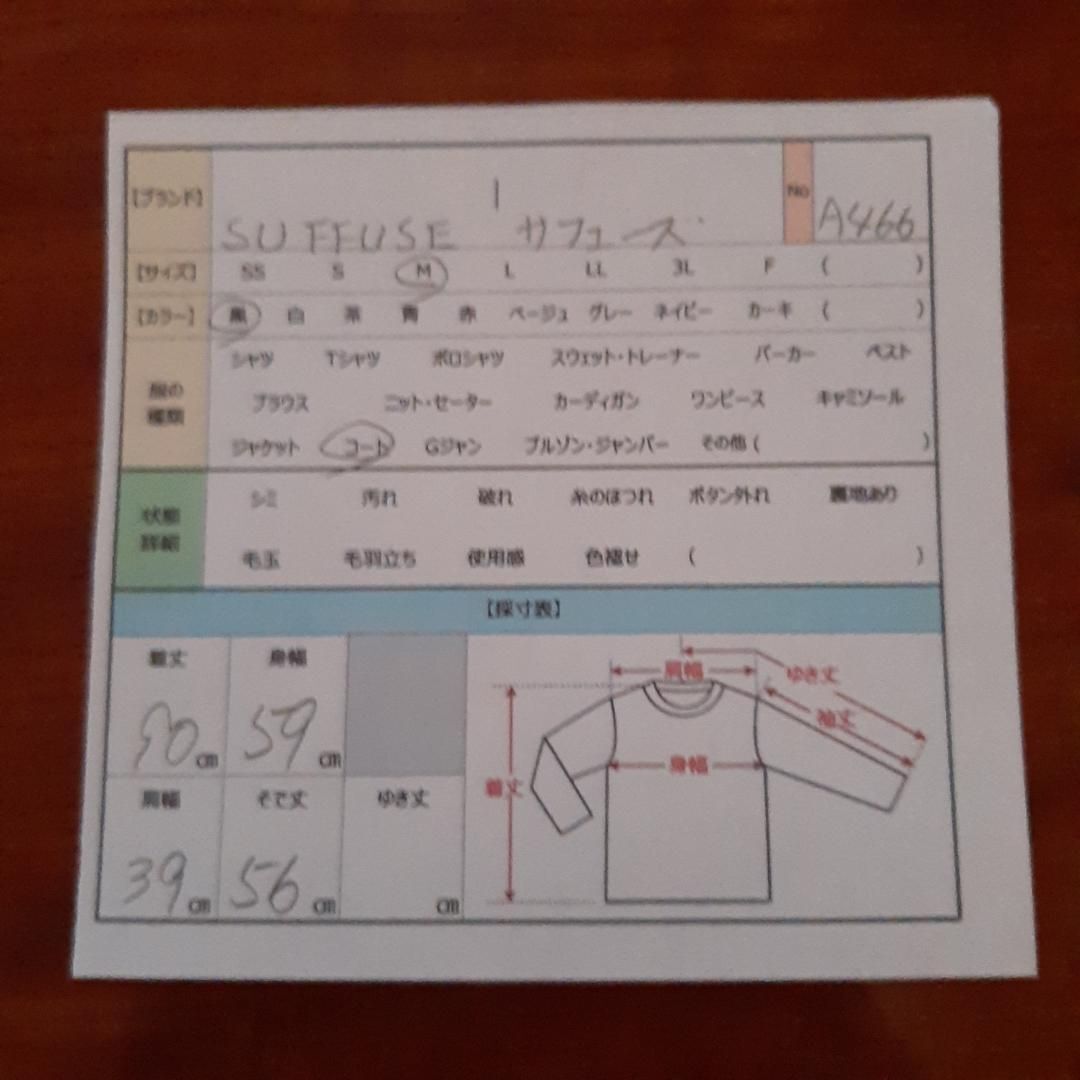 【ブランド】 SUFFUSE サフューズ No A466
【サイズ】 SS S M L LL 3L F ( )
【カラー】 黒 白 茶 青 赤 ベージュ グレー ネイビー カーキ ( )
服の種類
シャツ Tシャツ ポロシャツ スウェット・トレーナー パーカー ベスト
ブラウス ニット・セーター カーディガン ワンピース キャミソール
ジャケット コート Gジャン ブルゾン・ジャンパー その他 ( )
状態詳細
シミ 汚れ 破れ 糸のほつれ ボタン外れ 裏地あり
毛玉 毛羽立ち 使用感 色褪せ ( )
【採寸表】
着丈 身幅
cm 59 cm
肩幅 そで丈 ゆき丈
39 cm 56 cm cm
肩幅 ゆき丈
袖丈
身幅
着丈